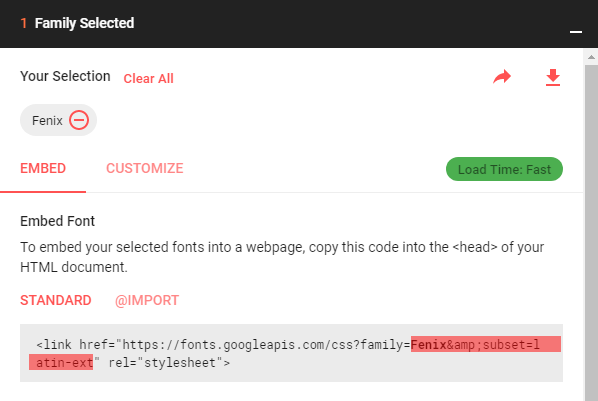 1 Family Selected
Your Selection Clear All
Fenix
EMBED CUSTOMIZE Load Time: Fast
Embed Font
To embed your selected fonts into a webpage, copy this code into the <head> of your
HTML document.
STANDARD @IMPORT
<link href="https://fonts.googleapis.com/css?family=Fenix&amp;subset=l
atin-ext" rel="stylesheet">